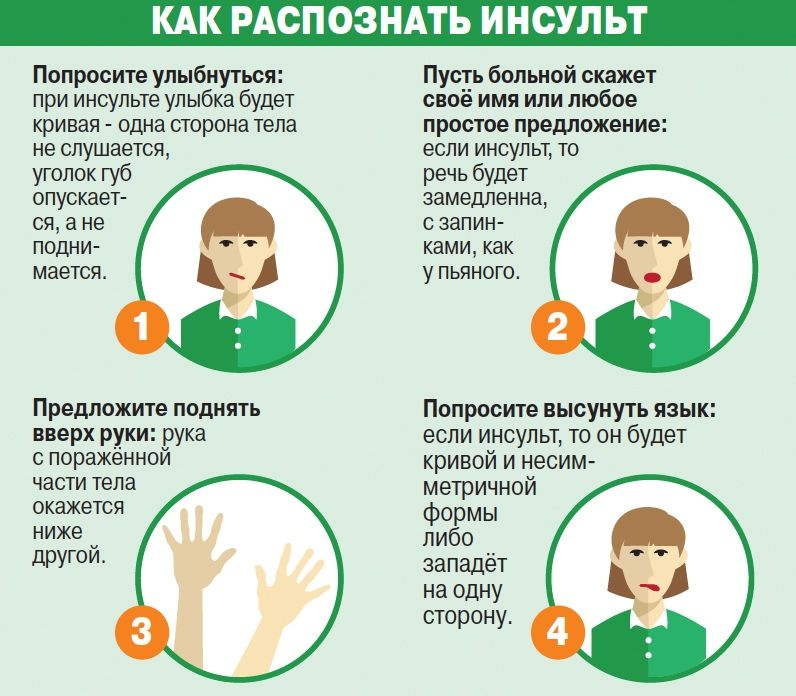 КАК РАСПОЗНАТЬ ИНСУЛЬТ
Попросите улыбнуться:
при инсульте улыбка будет
кривая - одна сторона тела
не слушается,
уголок губ
опускает-
ся, а не
подни-
мается.
1
Пусть больной скажет
своё имя или любое
простое предложение:
если инсульт, то
речь будет
замедленна,
с запин-
ками, как
у пьяного.
2
Предложите поднять
вверх руки: рука
с поражённой
части тела
окажется
ниже
другой.
3
Попросите высунуть язык:
если инсульт, то он будет
кривой и несим-
метричной
формы
либо
западёт
на одну
сторону.
4